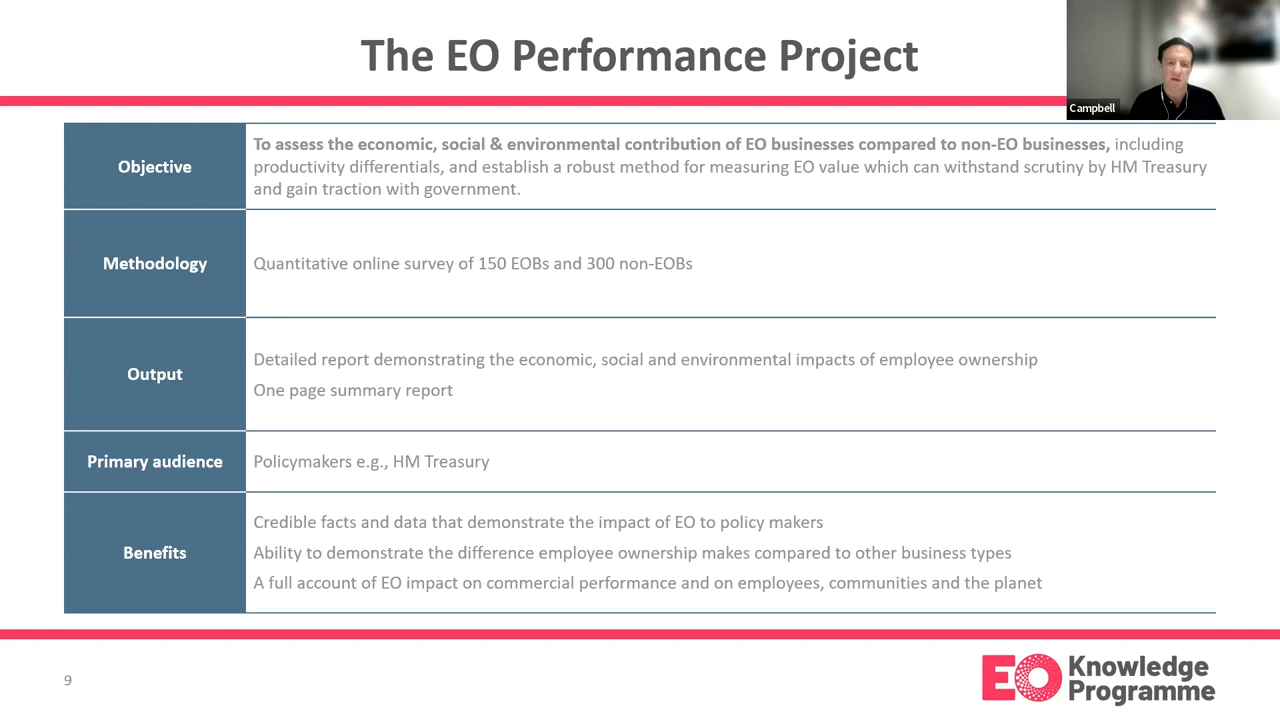 The EO Performance Project
Campbell
Objective
To assess the economic, social & environmental contribution of EO businesses compared to non-EO businesses, including
productivity differentials, and establish a robust method for measuring EO value which can withstand scrutiny by HM Treasury
and gain traction with government.
Methodology
Quantitative online survey of 150 EOBs and 300 non-EOBs
Output
Detailed report demonstrating the economic, social and environmental impacts of employee ownership
One page summary report
Primary audience
Policymakers e.g., HM Treasury
Benefits
Credible facts and data that demonstrate the impact of EO to policy makers
Ability to demonstrate the difference employee ownership makes compared to other business types
A full account of EO impact on commercial performance and on employees, communities and the planet
9
EO Knowledge
Programme